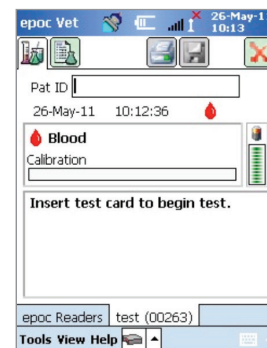 epoc Vet
26-May-1
10:13
Pat ID
26-May-11 10:12:36
Blood
Calibration
Insert test card to begin test.
epoc Readers test (00263)
Tools View Help